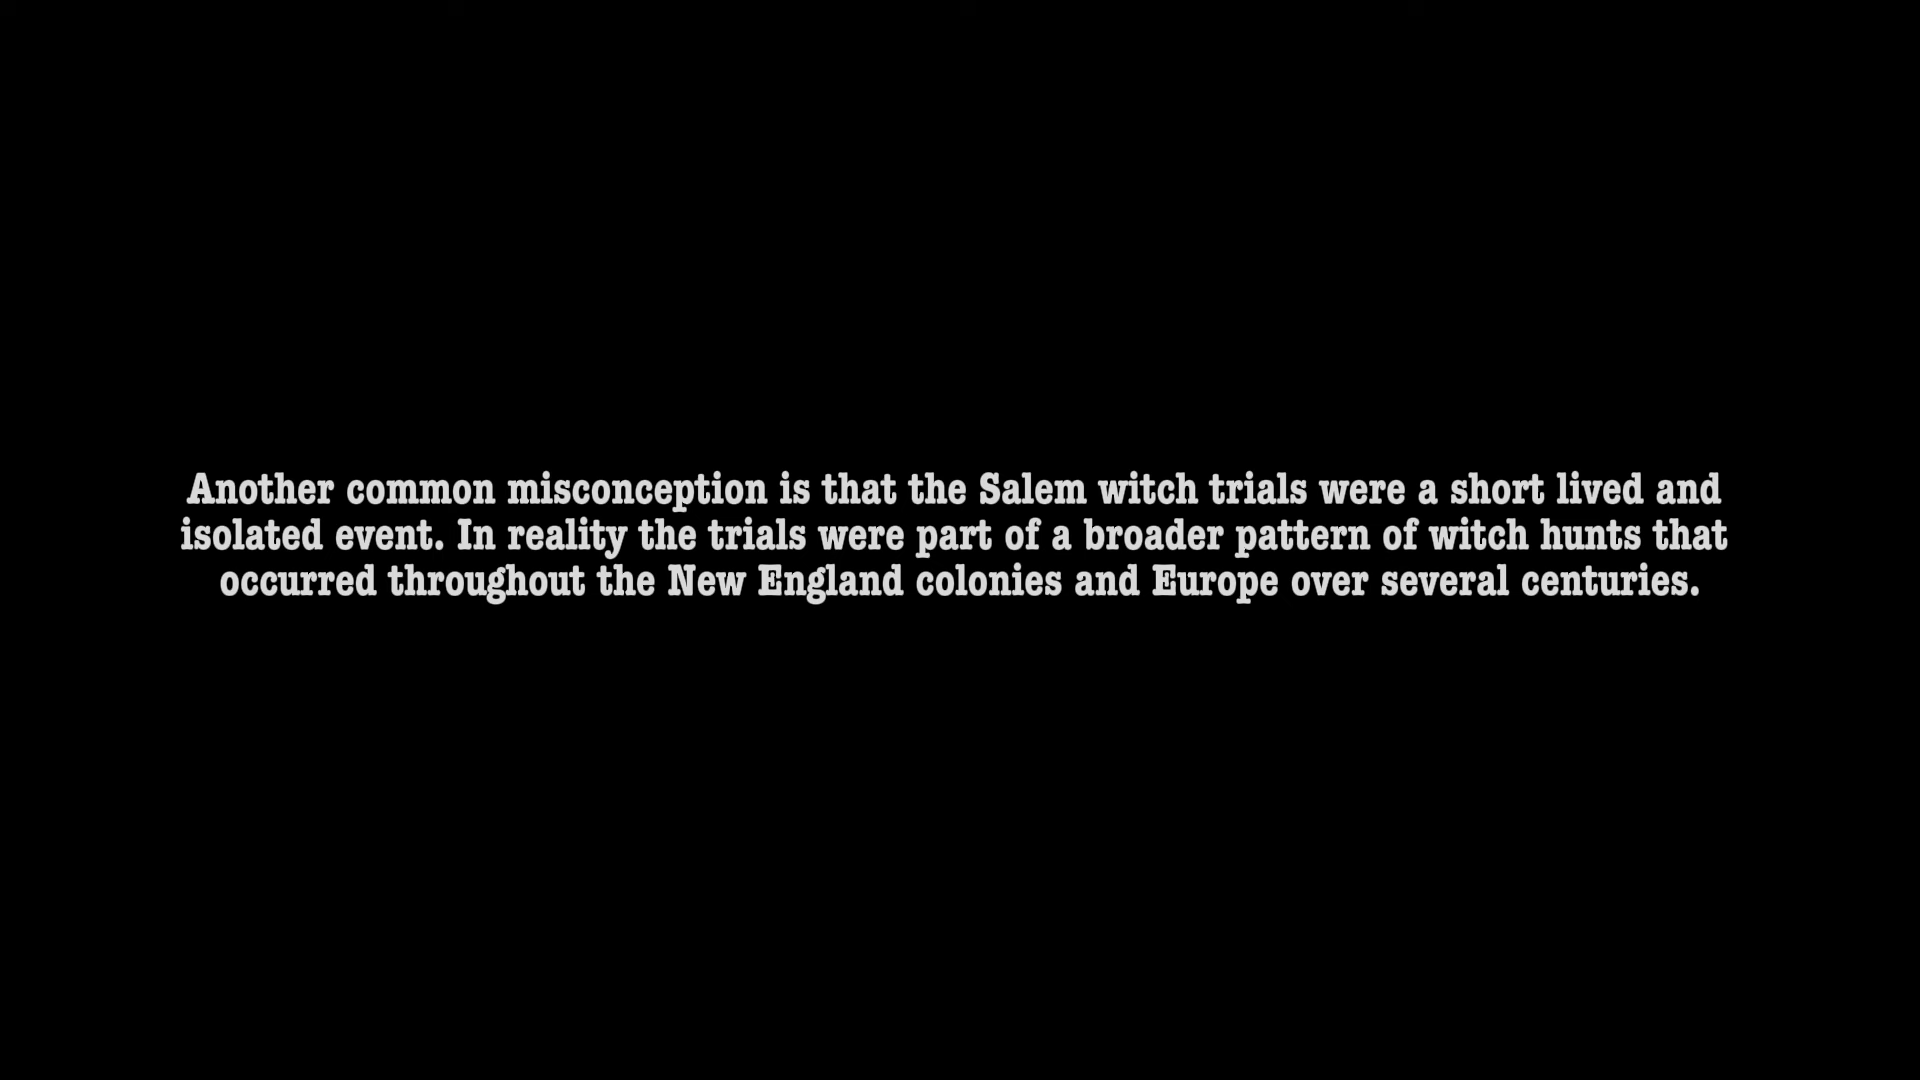 Another common misconception is that the Salem witch trials were a short lived and
isolated event. In reality the trials were part of a broader pattern of witch hunts that
occurred throughout the New England colonies and Europe over several centuries.